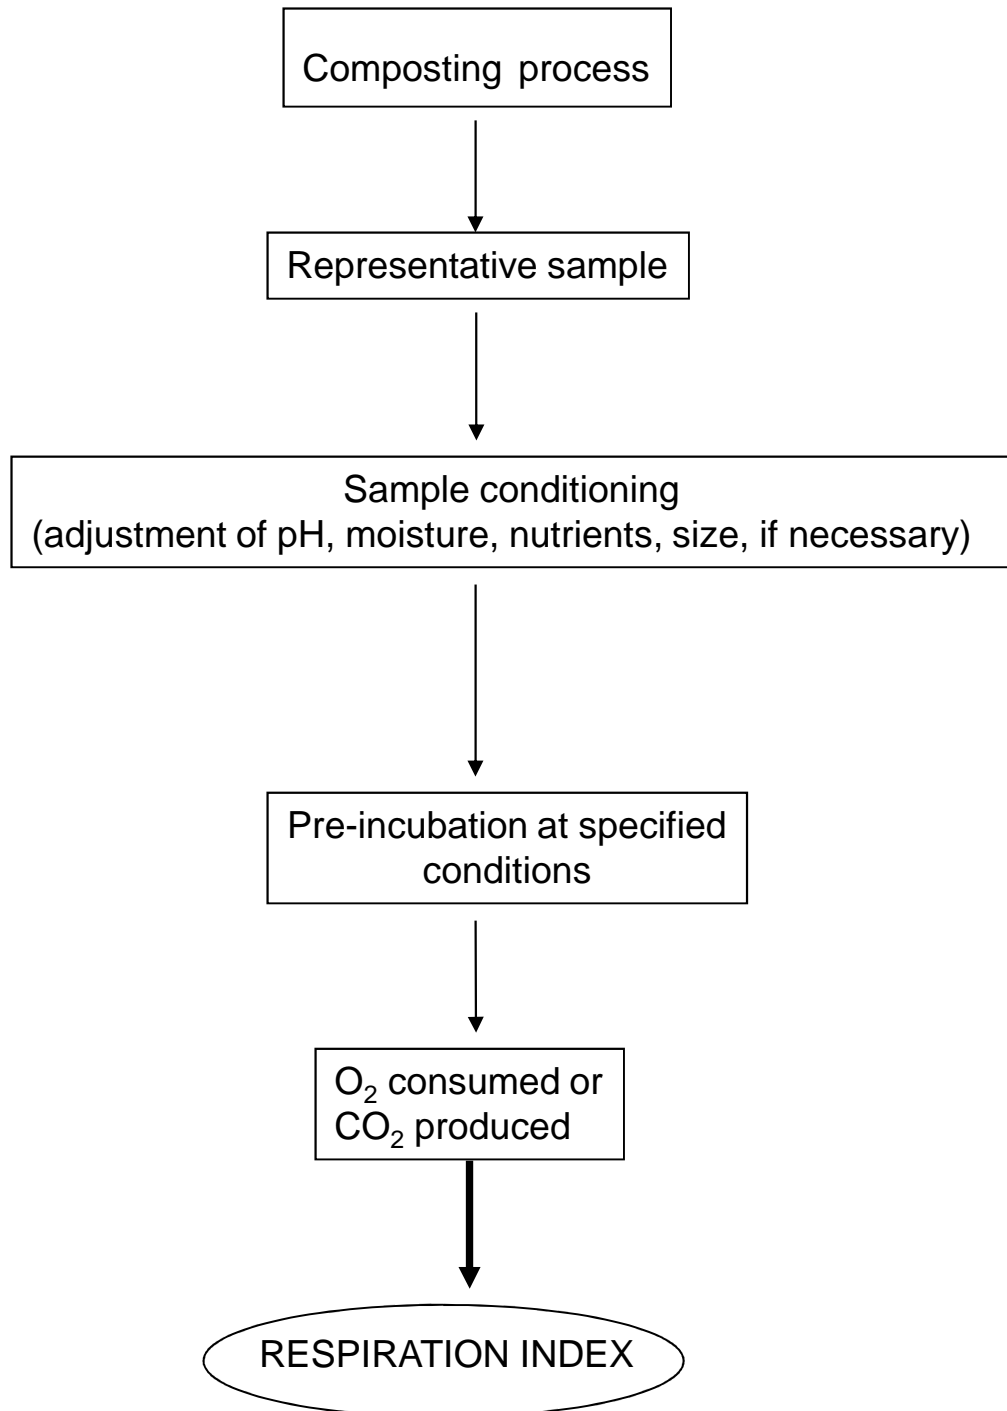 Composting process
Representative sample
Sample conditioning
(adjustment of pH, moisture, nutrients, size, if necessary)
Pre-incubation at specified
conditions
O₂ consumed or
CO₂ produced
RESPIRATION INDEX